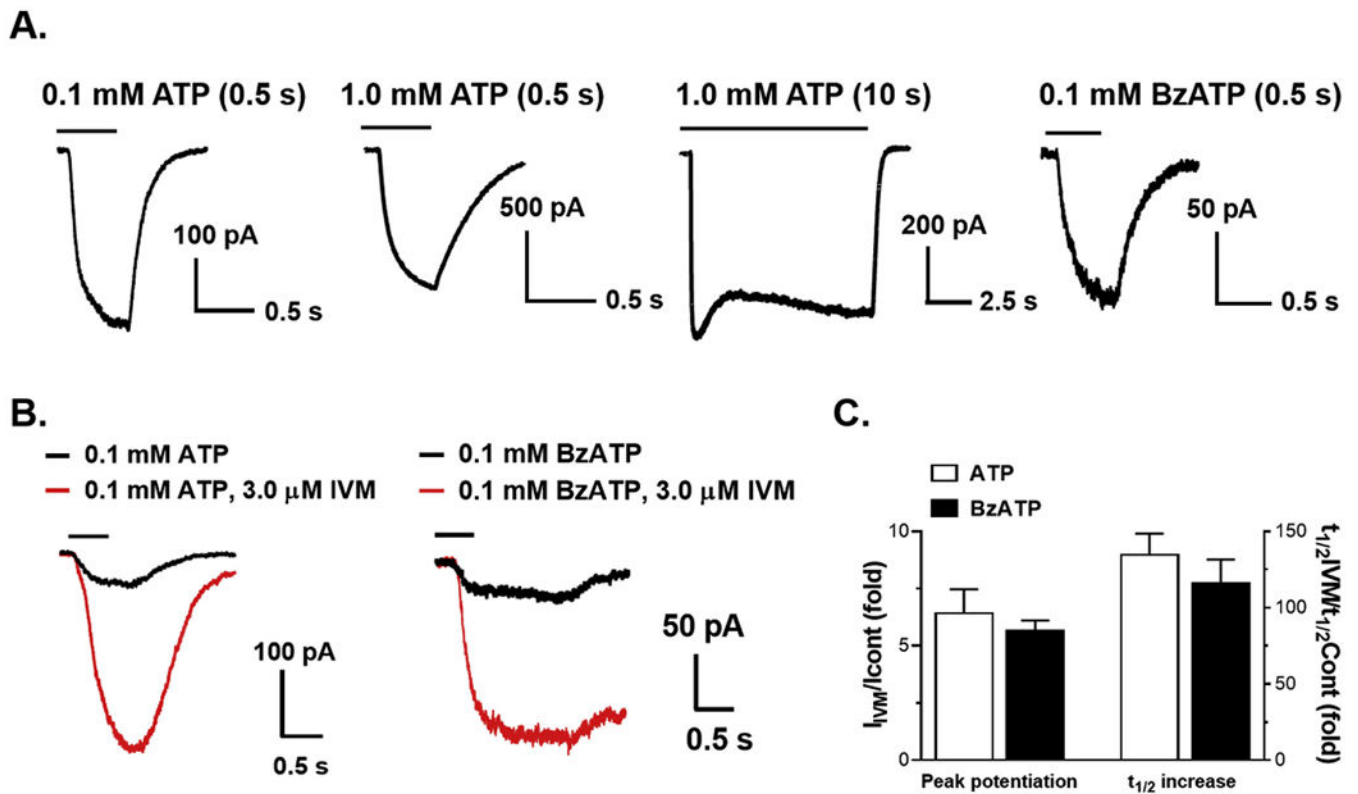 A.
0.1 mM ATP (0.5 s)
1.0 mM ATP (0.5 s)
1.0 mM ATP (10 s)
0.1 mM BzATP (0.5 s)
100 pA
0.5 s
500 pA
0.5 s
200 pA
2.5 s
50 pA
0.5 s
B.
0.1 mM ATP
0.1 mM ATP, 3.0 μM IVM
100 pA
0.5 s
0.1 mM BzATP
0.1 mM BzATP, 3.0 μM IVM
50 pA
0.5 s
C.
ATP
BzATP
I_IVM/Icont (fold)
10
5
0
150
100
50
0
t_1/2IVM/t_1/2Cont (fold)
Peak potentiation
t_1/2 increase